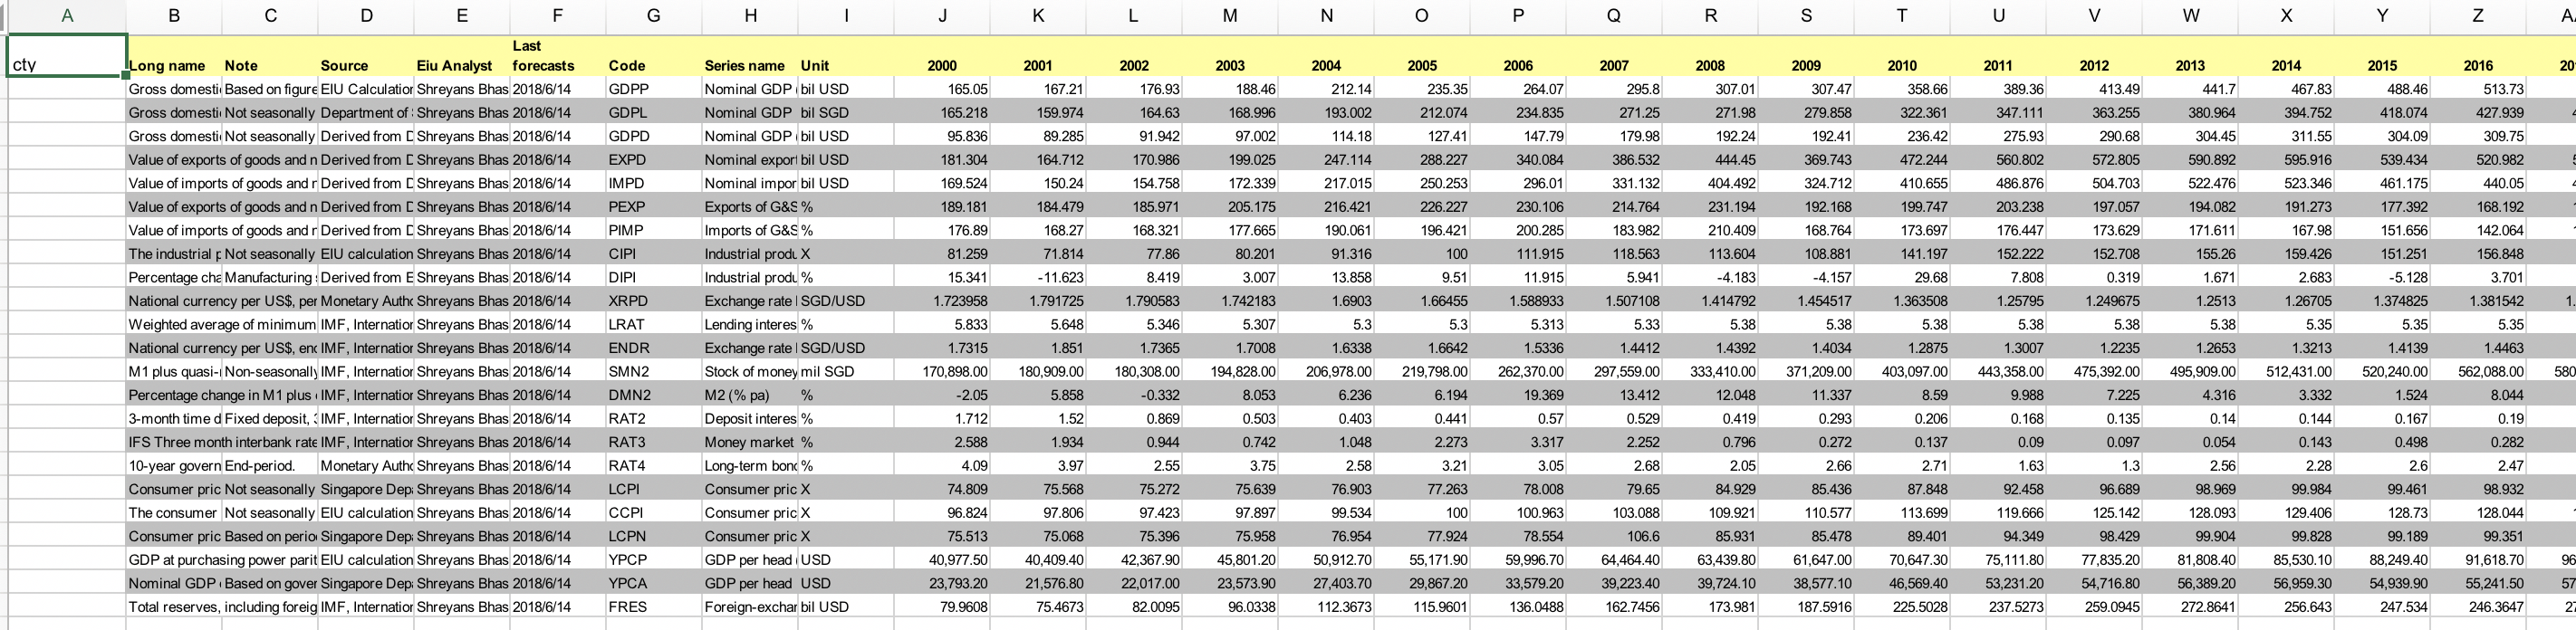 A B C D E F G H I J K L M N O P Q R S T U V W X Y Z
Last
cty Long name Note Source Eiu Analyst forecasts Code Series name Unit 2000 2001 2002 2003 2004 2005 2006 2007 2008 2009 2010 2011 2012 2013 2014 2015 2016 20
Gross domesti Based on figure EIU Calculation Shreyans Bhas 2018/6/14 GDPP Nominal GDP ( bil USD 165.05 167.21 176.93 188.46 212.14 235.35 264.07 295.8 307.01 307.47 358.66 389.36 413.49 441.7 467.83 488.46 513.73
Gross domesti Not seasonally Department of Shreyans Bhas 2018/6/14 GDPL Nominal GDP bil SGD 165.218 159.974 164.63 168.996 193.002 212.074 234.835 271.25 271.98 279.858 322.361 347.111 363.255 380.964 394.752 418.074 427.939 4
Gross domesti Not seasonally Derived from D Shreyans Bhas 2018/6/14 GDPD Nominal GDP ( bil USD 95.836 89.285 91.942 97.002 114.18 127.41 147.79 179.98 192.24 192.41 236.42 275.93 290.68 304.45 311.55 304.09 309.75
Value of exports of goods and n Derived from D Shreyans Bhas 2018/6/14 EXPD Nominal export bil USD 181.304 164.712 170.986 199.025 247.114 288.227 340.084 386.532 444.45 369.743 472.244 560.802 572.805 590.892 595.916 539.434 520.982 5
Value of imports of goods and n Derived from D Shreyans Bhas 2018/6/14 IMPD Nominal impor bil USD 169.524 150.24 154.758 172.339 217.015 250.253 296.01 331.132 404.492 324.712 410.655 486.876 504.703 522.476 523.346 461.175 440.05 4
Value of exports of goods and n Derived from D Shreyans Bhas 2018/6/14 PEXP Exports of G&S % 189.181 184.479 185.971 205.175 216.421 226.227 230.106 214.764 231.194 192.168 199.747 203.238 197.057 194.082 191.273 177.392 168.192 1
Value of imports of goods and n Derived from D Shreyans Bhas 2018/6/14 PIMP Imports of G&S % 176.89 168.27 168.321 177.665 190.061 196.421 200.285 183.982 210.409 168.764 173.697 176.447 173.629 171.611 167.98 151.656 142.064 1
The industrial p Not seasonally EIU calculation Shreyans Bhas 2018/6/14 CIPI Industrial produ X 81.259 71.814 77.86 80.201 91.316 100 111.915 118.563 113.604 108.881 141.197 152.222 152.708 155.26 159.426 151.251 156.848
Percentage cha Manufacturing Derived from E Shreyans Bhas 2018/6/14 DIPI Industrial produ % 15.341 -11.623 8.419 3.007 13.858 9.51 11.915 5.941 -4.183 -4.157 29.68 7.808 0.319 1.671 2.683 -5.128 3.701
National currency per US$, per Monetary Autho Shreyans Bhas 2018/6/14 XRPD Exchange rate SGD/USD 1.723958 1.791725 1.790583 1.742183 1.6903 1.66455 1.588933 1.507108 1.414792 1.454517 1.363508 1.25795 1.249675 1.2513 1.26705 1.374825 1.381542 1.
Weighted average of minimum IMF, Internation Shreyans Bhas 2018/6/14 LRAT Lending interes % 5.833 5.648 5.346 5.307 5.3 5.3 5.313 5.33 5.38 5.38 5.38 5.38 5.38 5.38 5.35 5.35 5.35
National currency per US$, end IMF, Internation Shreyans Bhas 2018/6/14 ENDR Exchange rate SGD/USD 1.7315 1.851 1.7365 1.7008 1.6338 1.6642 1.5336 1.4412 1.4392 1.4034 1.2875 1.3007 1.2235 1.2653 1.3213 1.4139 1.4463
M1 plus quasi- Non-seasonally IMF, Internation Shreyans Bhas 2018/6/14 SMN2 Stock of money mil SGD 170,898.00 180,909.00 180,308.00 194,828.00 206,978.00 219,798.00 262,370.00 297,559.00 333,410.00 371,209.00 403,097.00 443,358.00 475,392.00 495,909.00 512,431.00 520,240.00 562,088.00 580
Percentage change in M1 plus IMF, Internation Shreyans Bhas 2018/6/14 DMN2 M2 (% pa) % -2.05 5.858 -0.332 8.053 6.236 6.194 19.369 13.412 12.048 11.337 8.59 9.988 7.225 4.316 3.332 1.524 8.044
3-month time d Fixed deposit, IMF, Internation Shreyans Bhas 2018/6/14 RAT2 Deposit interes % 1.712 1.52 0.869 0.503 0.403 0.441 0.57 0.529 0.419 0.293 0.206 0.168 0.135 0.14 0.144 0.167 0.19
IFS Three month interbank rate IMF, Internation Shreyans Bhas 2018/6/14 RAT3 Money market % 2.588 1.934 0.944 0.742 1.048 2.273 3.317 2.252 0.796 0.272 0.137 0.09 0.097 0.054 0.143 0.498 0.282
10-year govern End-period. Monetary Autho Shreyans Bhas 2018/6/14 RAT4 Long-term bond % 4.09 3.97 2.55 3.75 2.58 3.21 3.05 2.68 2.05 2.66 2.71 1.63 1.3 2.56 2.28 2.6 2.47
Consumer pric Not seasonally Singapore Dep Shreyans Bhas 2018/6/14 LCPI Consumer pric X 74.809 75.568 75.272 75.639 76.903 77.263 78.008 79.65 84.929 85.436 87.848 92.458 96.689 98.969 99.984 99.461 98.932
The consumer Not seasonally EIU calculation Shreyans Bhas 2018/6/14 CCPI Consumer pric X 96.824 97.806 97.423 97.897 99.534 100 100.963 103.088 109.921 110.577 113.699 119.666 125.142 128.093 129.406 128.73 128.044 1
Consumer pric Based on perio Singapore Dep Shreyans Bhas 2018/6/14 LCPN Consumer pric X 75.513 75.068 75.396 75.958 76.954 77.924 78.554 106.6 85.931 85.478 89.401 94.349 98.429 99.904 99.828 99.189 99.351
GDP at purchasing power parit EIU calculation Shreyans Bhas 2018/6/14 YPCP GDP per head ( USD 40,977.50 40,409.40 42,367.90 45,801.20 50,912.70 55,171.90 59,996.70 64,464.40 63,439.80 61,647.00 70,647.30 75,111.80 77,835.20 81,808.40 85,530.10 88,249.40 91,618.70 96
Nominal GDP Based on gover Singapore Dep Shreyans Bhas 2018/6/14 YPCA GDP per head USD 23,793.20 21,576.80 22,017.00 23,573.90 27,403.70 29,867.20 33,579.20 39,223.40 39,724.10 38,577.10 46,569.40 53,231.20 54,716.80 56,389.20 56,959.30 54,939.90 55,241.50 57
Total reserves, including foreig IMF, Internation Shreyans Bhas 2018/6/14 FRES Foreign-exchan bil USD 79.9608 75.4673 82.0095 96.0338 112.3673 115.9601 136.0488 162.7456 173.981 187.5916 225.5028 237.5273 259.0945 272.8641 256.643 247.534 246.3647 27